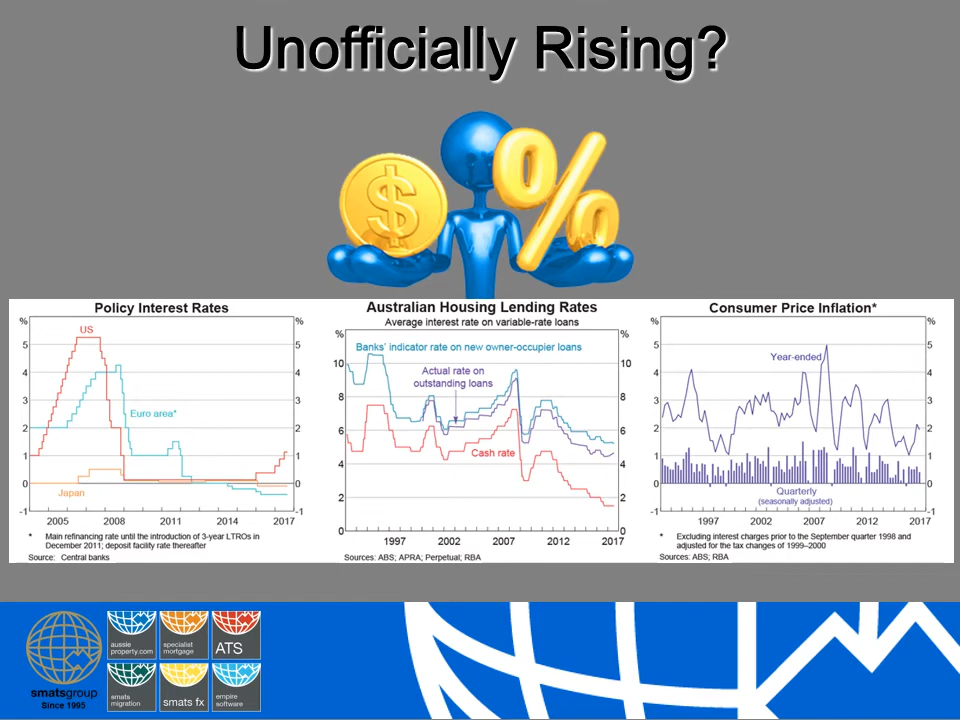 Unofficially Rising?
$ %
Policy Interest Rates
% %
US
5 5
4 4
3 3
Euro area*
2 2
1 1
0 0
Japan
-1 -1
2005 2008 2011 2014 2017
* Main refinancing rate until the introduction of 3-year LTROs in
December 2011; deposit facility rate thereafter
Source: Central banks
Australian Housing Lending Rates
Average interest rate on variable-rate loans
% %
Banks' indicator rate on new owner-occupier loans
10 10
Actual rate on
outstanding loans
8 8
6 6
Cash rate
4 4
2 2
0 0
1997 2002 2007 2012 2017
Sources: ABS; APRA; Perpetual; RBA
Consumer Price Inflation*
% %
Year-ended
5 5
4 4
3 3
2 2
1 1
0 0
Quarterly
(seasonally adjusted)
-1 -1
1997 2002 2007 2012 2017
* Excluding interest charges prior to the September quarter 1998 and
adjusted for the tax changes of 1999–2000
Sources: ABS; RBA
smatsgroup
Since 1995
aussie
property.com
specialist
mortgage
ATS
smats
migration
smats fx
empire
software